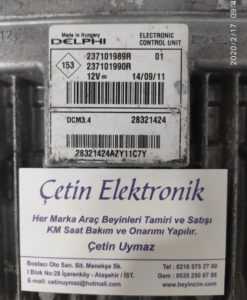 Made in Hungary
DELPHI
ELECTRONIC
CONTROL UNIT
153
237101989R 01
237101990R
12V= 14/09/11
DCM3.4 28321424
28321424AZY11C7Y
Çetin Elektronik
Her Marka Araç Beyinleri Tamiri ve Satışı
KM Saat Bakım ve Onarımı Yapılır.
Çetin Uymaz
Bostacı Oto San. Sit. Menekşe Sk.
I Blok No:28 İçerenköy - Ataşehir / İST.
E-mail: cetinuymaz@hotmail.com
Tel : 0216 575 27 00
Gsm : 0535 250 07 86
www.beyincim.com
2020/2/17 09:4